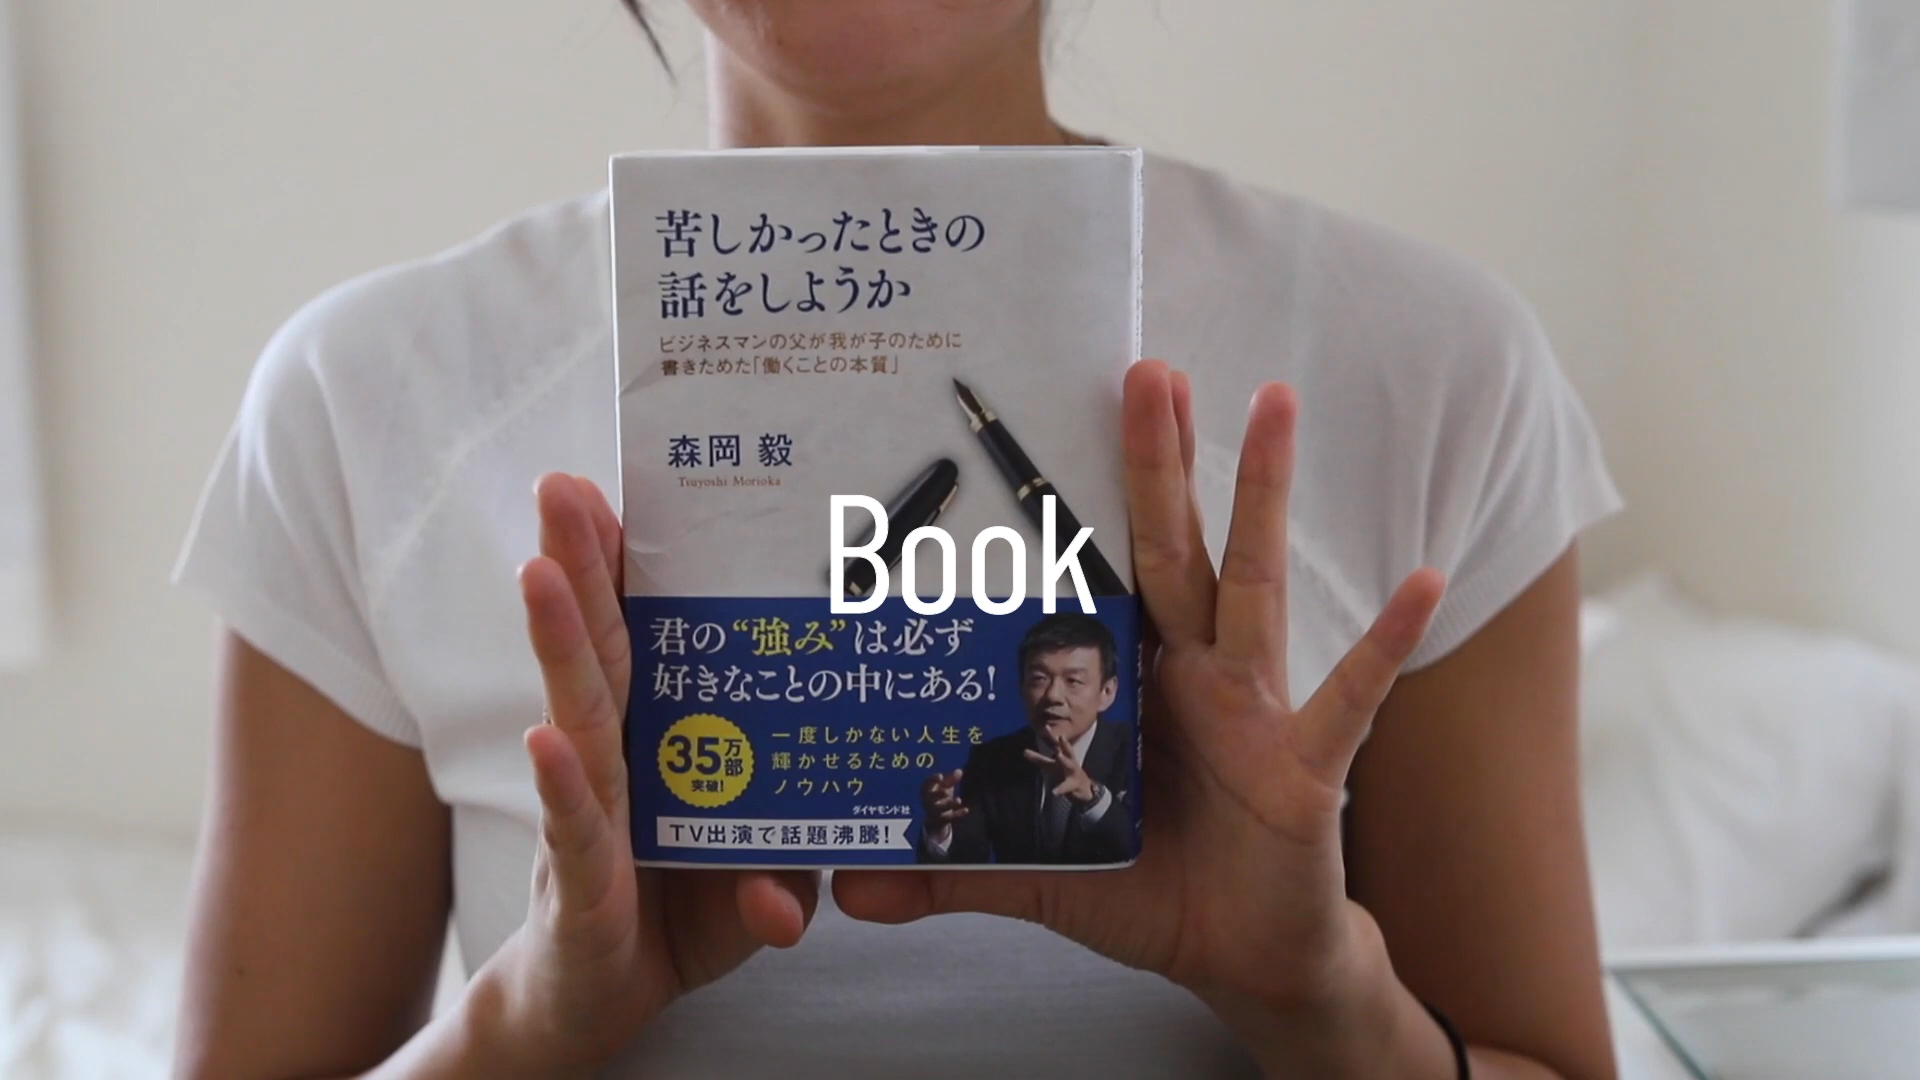 苦しかったときの
話をしようか
ビジネスマンの父が我が子のために
書きためた「働くことの本質」
森岡 毅
Tsuyoshi Morioka
Book
君の“強み”は必ず
好きなことの中にある!
35万部
突破!
一度しかない人生を
輝かせるための
ノウハウ
ダイヤモンド社
TV出演で話題沸騰!